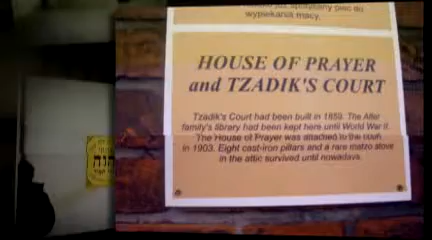 wypiekania macy.
HOUSE OF PRAYER
and TZADIK'S COURT
Tzadik's Court had been built in 1859. The Alter
family's library had been kept here until World War II.
The House of Prayer was attached to the court
in 1903. Eight cast-iron pillars and a rare matzo stove
in the attic survived until nowadays.